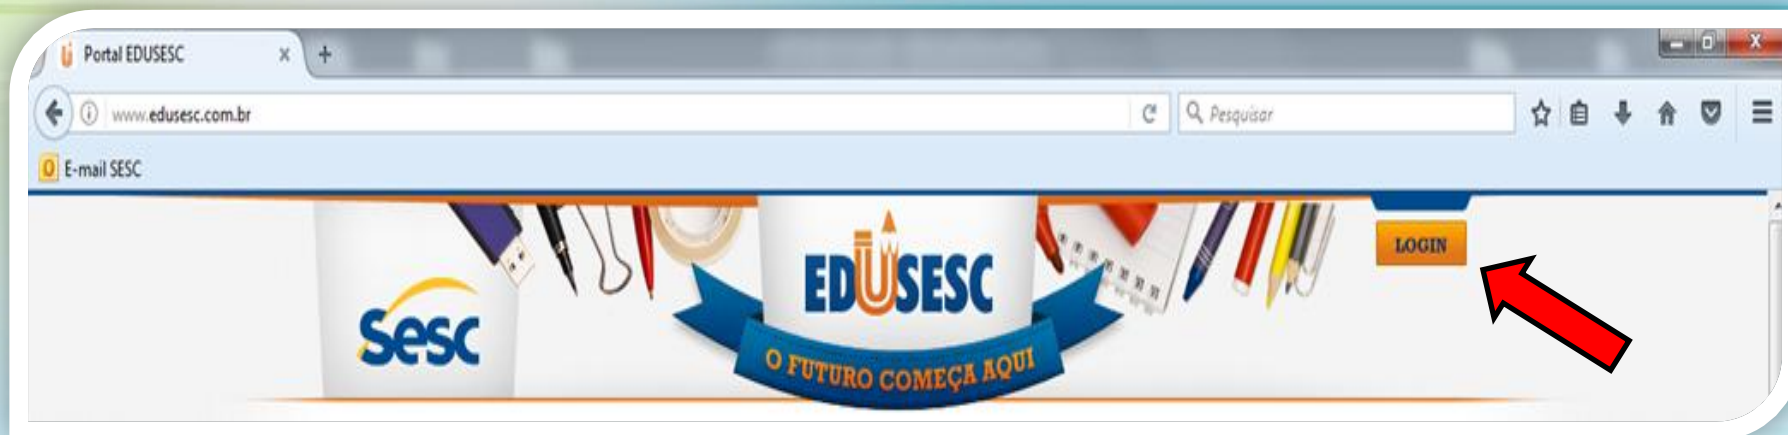 Portal EDUSESC
www.edusesc.com.br
Pesquisar
E-mail SESC
LOGIN
EDUSESC
Sesc
O FUTURO COMEÇA AQUI